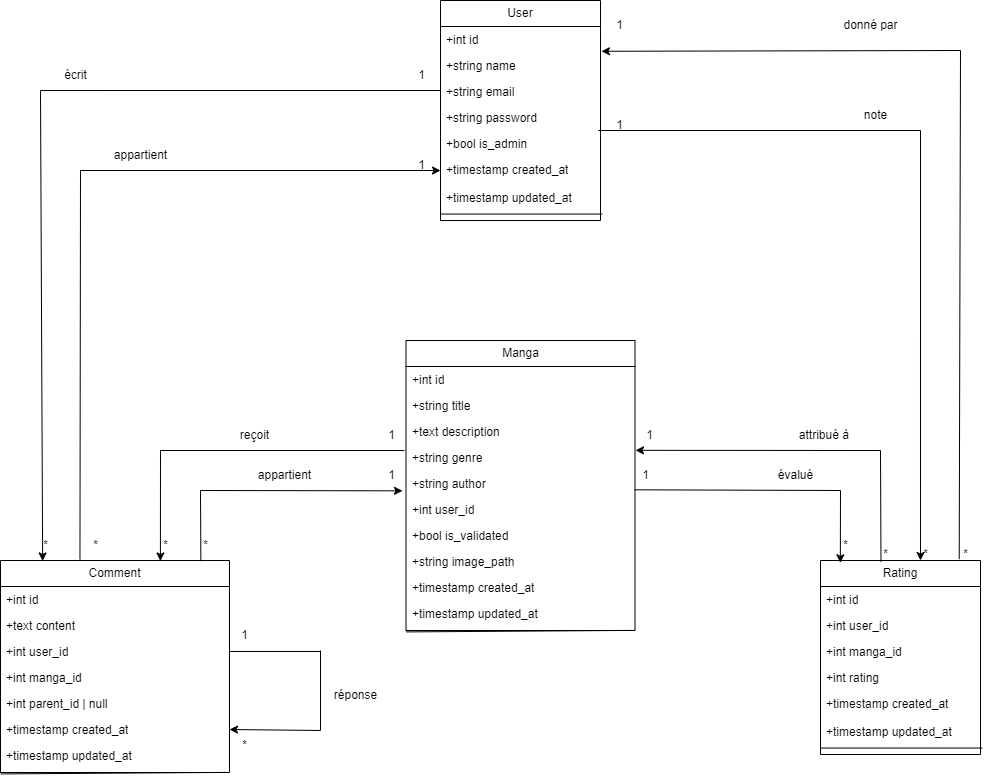 User
+int id
+string name
+string email
+string password
+bool is_admin
+timestamp created_at
+timestamp updated_at
1
donné par
écrit
1
note
1
appartient
1
Manga
+int id
+string title
+text description
+string genre
+string author
+int user_id
+bool is_validated
+string image_path
+timestamp created_at
+timestamp updated_at
reçoit
1
appartient
1
1
attribué à
1
évalué
*
*
*
*
*
*
*
*
Comment
+int id
+text content
+int user_id
+int manga_id
+int parent_id | null
+timestamp created_at
+timestamp updated_at
1
réponse
*
Rating
+int id
+int user_id
+int manga_id
+int rating
+timestamp created_at
+timestamp updated_at